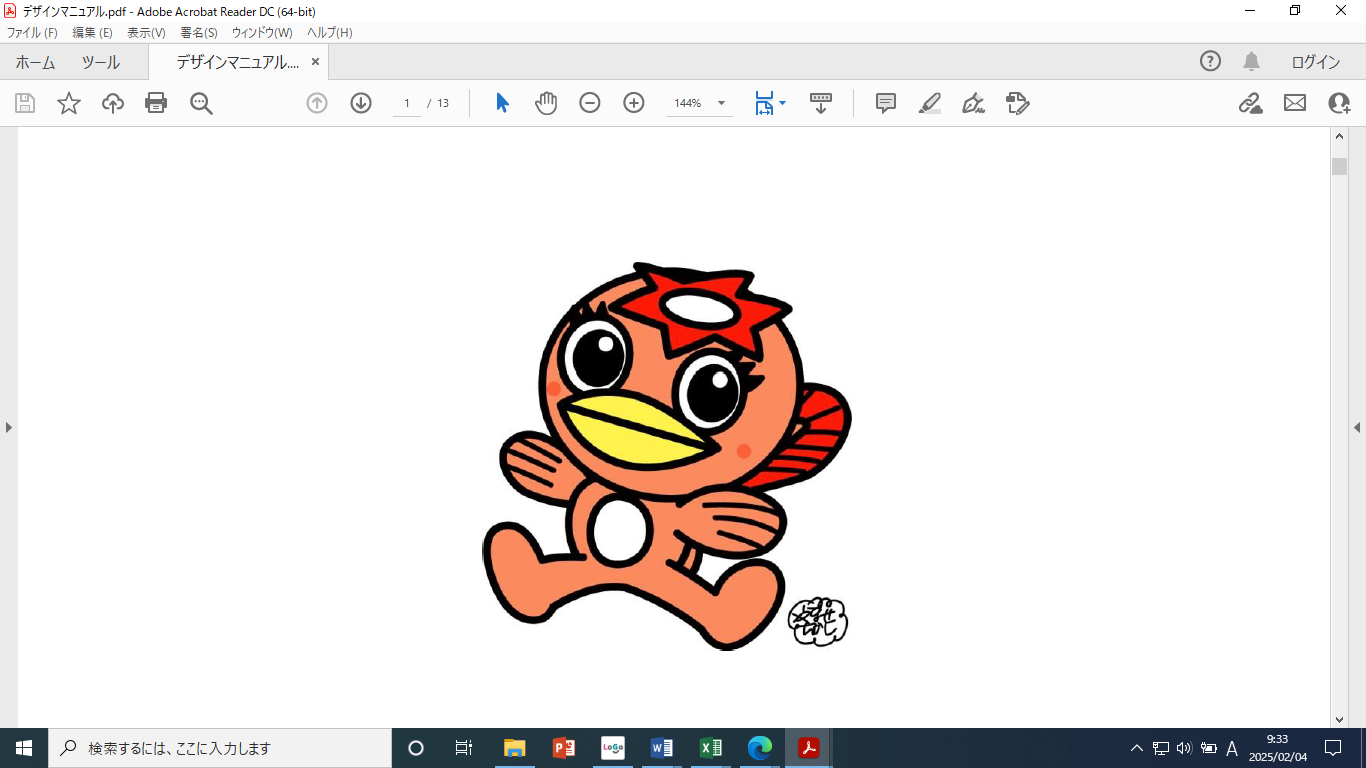 デザインマニュアル.pdf - Adobe Acrobat Reader DC (64-bit)
ファイル (F) 編集 (E) 表示(V) 署名(S) ウィンドウ(W) ヘルプ(H)
ホーム ツール デザインマニュアル.... × ログイン
1 / 13 144%
検索するには、ここに入力します
LoGo
A
9:33
2025/02/04